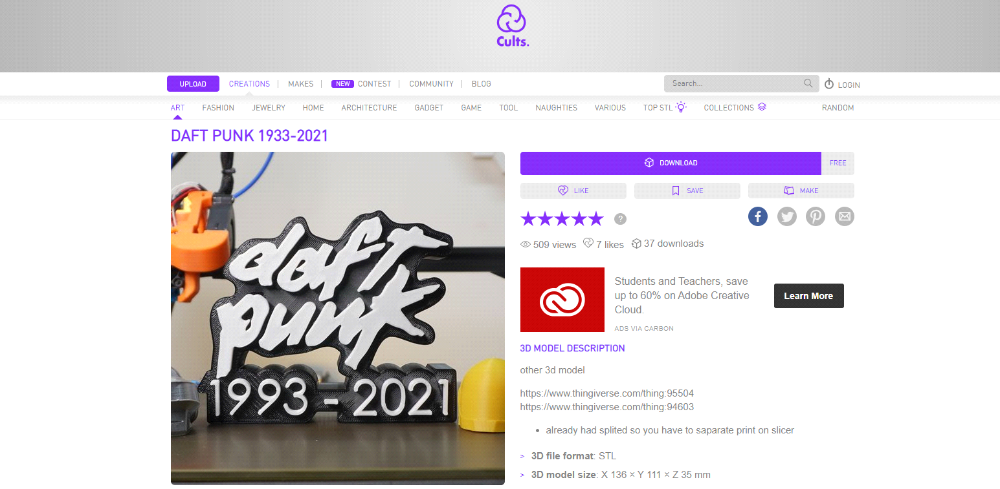 Cults.
UPLOAD CREATIONS MAKES NEW CONTEST COMMUNITY BLOG Search... LOGIN
ART FASHION JEWELRY HOME ARCHITECTURE GADGET GAME TOOL NAUGHTIES VARIOUS TOP STL COLLECTIONS RANDOM
DAFT PUNK 1933-2021
daft
punk
1993-2021
DOWNLOAD FREE
LIKE SAVE MAKE
?
509 views 7 likes 37 downloads
Students and Teachers, save
up to 60% on Adobe Creative
Cloud.
Learn More
ADS VIA CARBON
3D MODEL DESCRIPTION
other 3d model
https://www.thingiverse.com/thing:95504
https://www.thingiverse.com/thing:94603
• already had splited so you have to saparate print on slicer
> 3D file format: STL
> 3D model size: X 136 × Y 111 × Z 35 mm